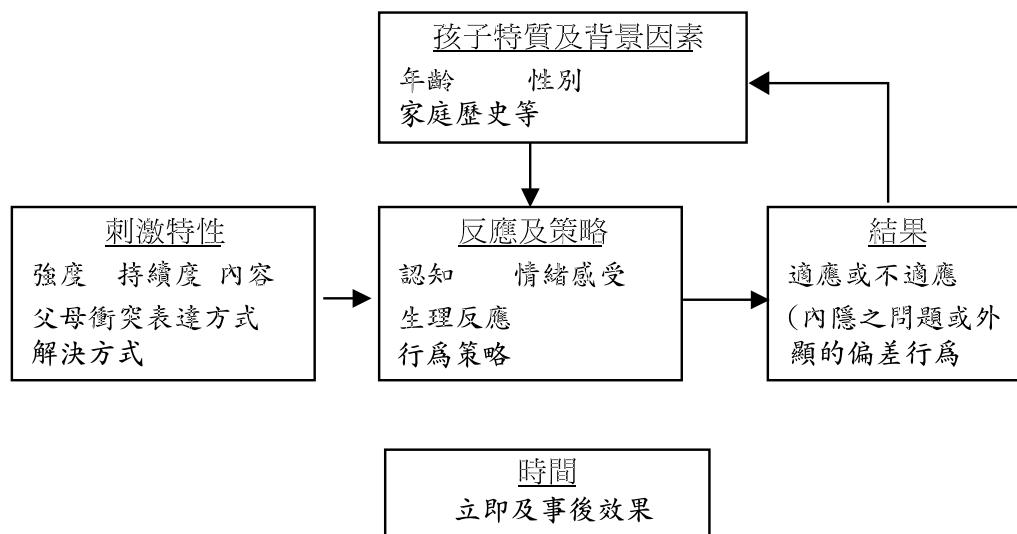 孩子特質及背景因素
年齡 性別
家庭歷史等
刺激特性
強度 持續度 內容
父母衝突表達方式
解決方式
反應及策略
認知 情緒感受
生理反應
行爲策略
結果
適應或不適應
(內隱之問題或外
顯的偏差行爲
時間
立即及事後效果